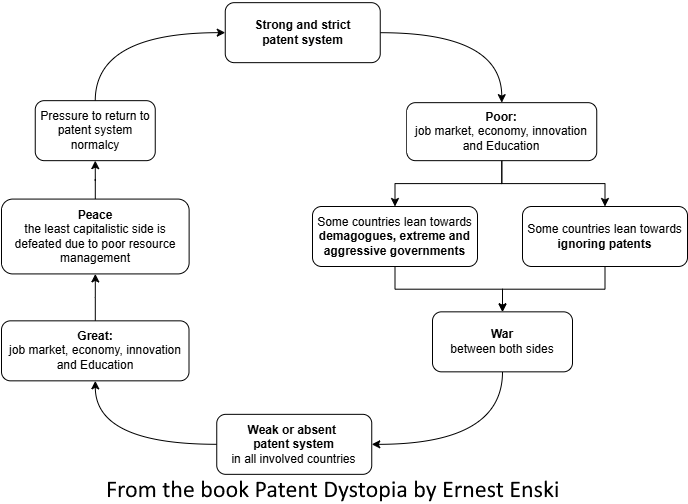 Strong and strict
patent system
Poor:
job market, economy, innovation
and Education
Some countries lean towards
demagogues, extreme and
aggressive governments
Some countries lean towards
ignoring patents
War
between both sides
Weak or absent
patent system
in all involved countries
Great:
job market, economy, innovation
and Education
Peace
the least capitalistic side is
defeated due to poor resource
management
Pressure to return to
patent system
normalcy
From the book Patent Dystopia by Ernest Enski